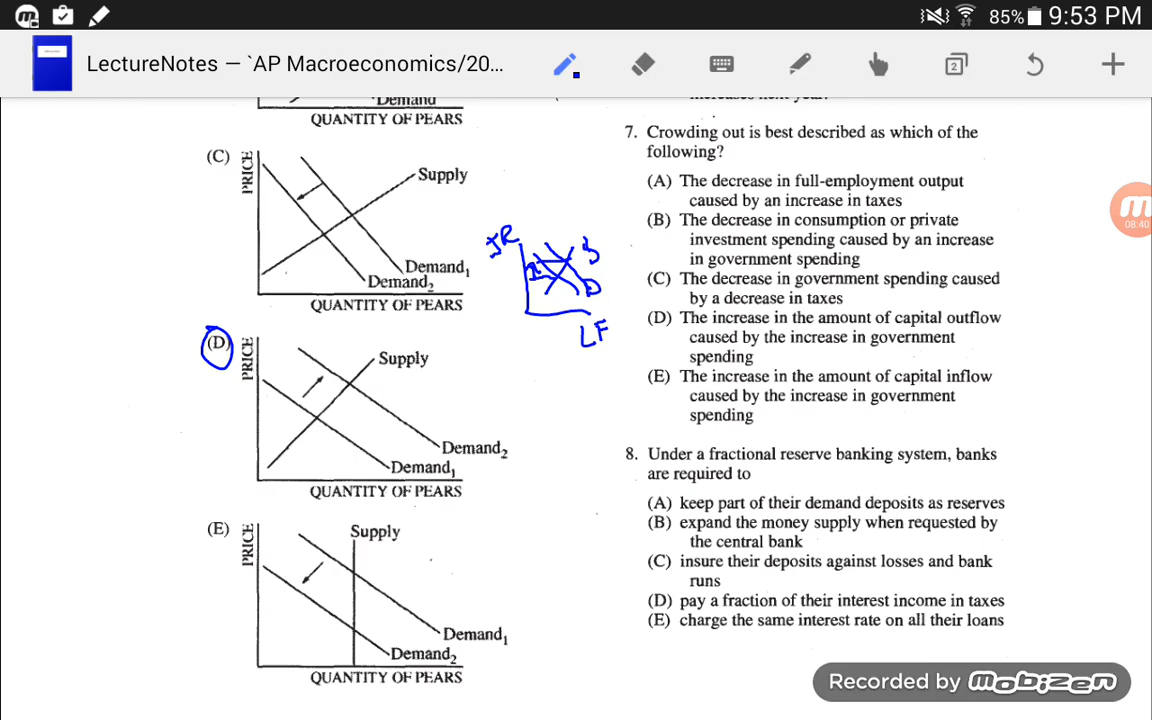 85% 9:53 PM
LectureNotes — `AP Macroeconomics/20...
2
Demand
QUANTITY OF PEARS
(C)
PRICE
Supply
Demand1
Demand2
QUANTITY OF PEARS
(D)
PRICE
Supply
Demand2
Demand1
QUANTITY OF PEARS
(E)
PRICE
Supply
Demand1
Demand2
QUANTITY OF PEARS
S
D
LF
increases next year.
7. Crowding out is best described as which of the
following?
(A) The decrease in full-employment output
caused by an increase in taxes
(B) The decrease in consumption or private
investment spending caused by an increase
in government spending
(C) The decrease in government spending caused
by a decrease in taxes
(D) The increase in the amount of capital outflow
caused by the increase in government
spending
(E) The increase in the amount of capital inflow
caused by the increase in government
spending
8. Under a fractional reserve banking system, banks
are required to
(A) keep part of their demand deposits as reserves
(B) expand the money supply when requested by
the central bank
(C) insure their deposits against losses and bank
runs
(D) pay a fraction of their interest income in taxes
(E) charge the same interest rate on all their loans
08:40
Recorded by mobizen